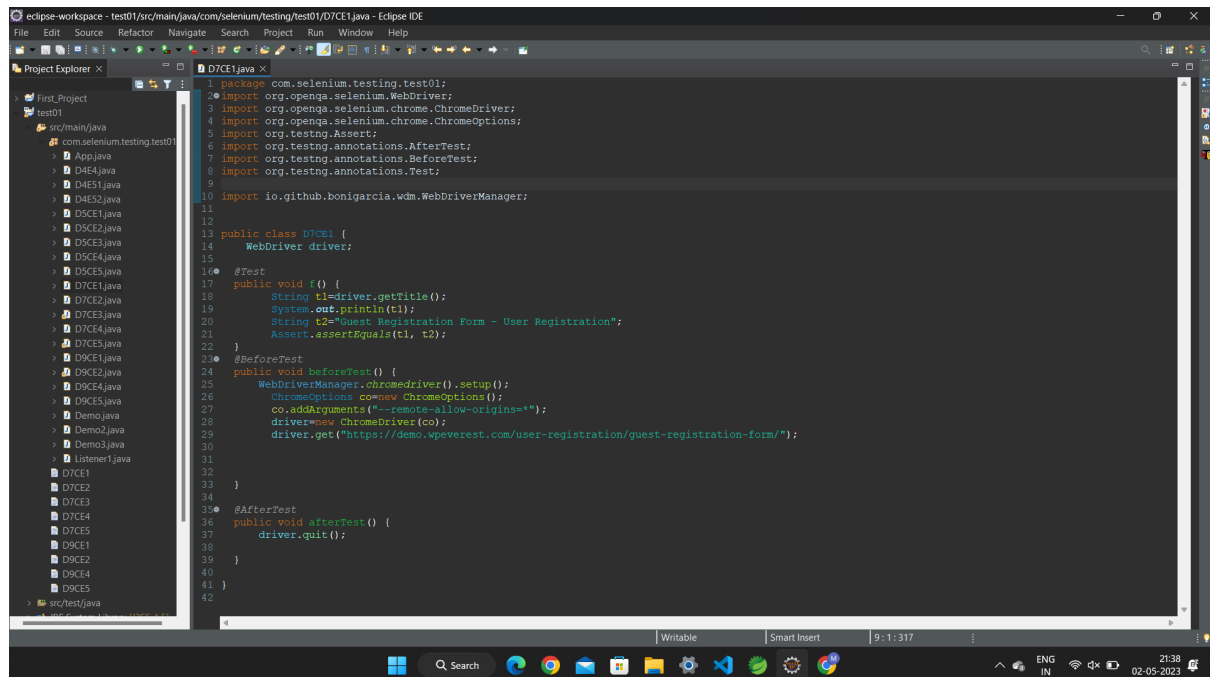 eclipse-workspace - test01/src/main/java/com/selenium/testing/test01/D7CE1.java - Eclipse IDE
File Edit Source Refactor Navigate Search Project Run Window Help
Project Explorer
First_Project
test01
src/main/java
com.selenium.testing.test01
App.java
D4E4.java
D4E51.java
D4E52.java
D5CE1.java
D5CE2.java
D5CE3.java
D5CE4.java
D5CE5.java
D7CE1.java
D7CE2.java
D7CE3.java
D7CE4.java
D7CE5.java
D9CE1.java
D9CE2.java
D9CE4.java
D9CE5.java
Demo.java
Demo2.java
Demo3.java
Listener1.java
D7CE1
D7CE2
D7CE3
D7CE4
D7CE5
D9CE1
D9CE2
D9CE4
D9CE5
src/test/java
D7CE1.java
1 package com.selenium.testing.test01;
2 import org.openqa.selenium.WebDriver;
3 import org.openqa.selenium.chrome.ChromeDriver;
4 import org.openqa.selenium.chrome.ChromeOptions;
5 import org.testng.Assert;
6 import org.testng.annotations.AfterTest;
7 import org.testng.annotations.BeforeTest;
8 import org.testng.annotations.Test;
9
10 import io.github.bonigarcia.wdm.WebDriverManager;
11
12
13 public class D7CE1 {
14 WebDriver driver;
15
16 @Test
17 public void f() {
18 String t1=driver.getTitle();
19 System.out.println(t1);
20 String t2="Guest Registration Form – User Registration";
21 Assert.assertEquals(t1, t2);
22 }
23 @BeforeTest
24 public void beforeTest() {
25 WebDriverManager.chromedriver().setup();
26 ChromeOptions co=new ChromeOptions();
27 co.addArguments("--remote-allow-origins=*");
28 driver=new ChromeDriver(co);
29 driver.get("https://demo.wpeverest.com/user-registration/guest-registration-form/");
30
31
32
33 }
34
35 @AfterTest
36 public void afterTest() {
37 driver.quit();
38
39 }
40
41 }
42
Writable Smart Insert 9 : 1 : 317
Search
ENG
IN
21:38
02-05-2023